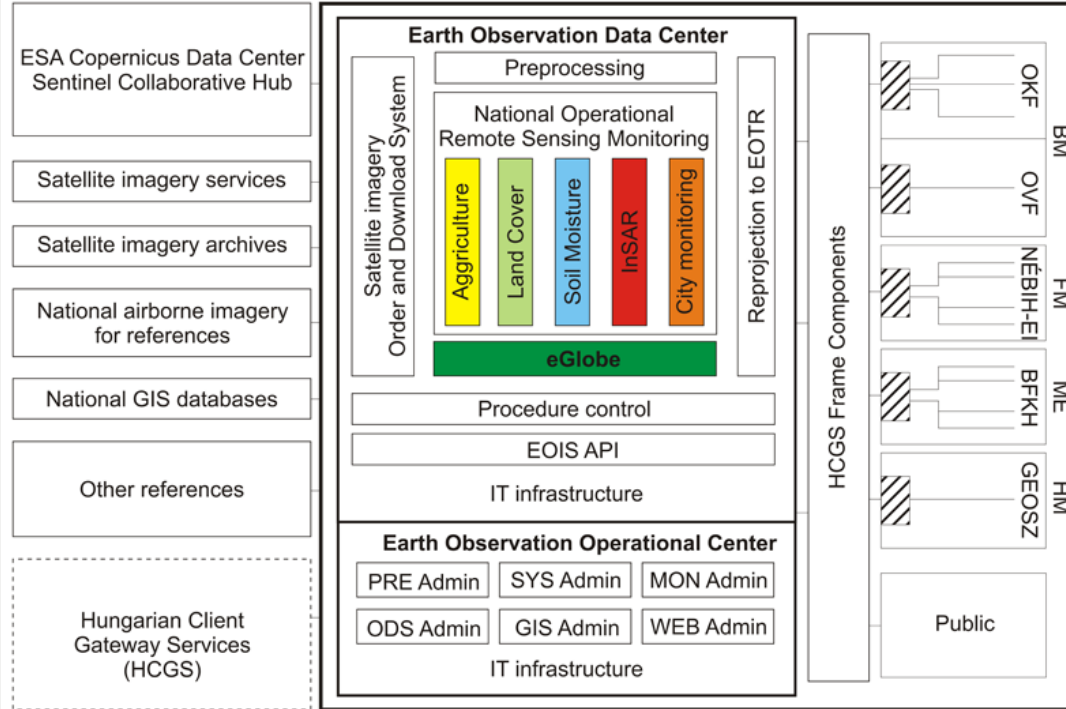 ESA Copernicus Data Center
Sentinel Collaborative Hub
Satellite imagery services
Satellite imagery archives
National airborne imagery
for references
National GIS databases
Other references
Hungarian Client
Gateway Services
(HCGS)
Earth Observation Data Center
Satellite imagery
Order and Download System
Preprocessing
National Operational
Remote Sensing Monitoring
Aggriculture
Land Cover
Soil Moisture
InSAR
City monitoring
eGlobe
Reprojection to EOTR
Procedure control
EOIS API
IT infrastructure
Earth Observation Operational Center
PRE Admin
SYS Admin
MON Admin
ODS Admin
GIS Admin
WEB Admin
IT infrastructure
HCGS Frame Components
OKF
OVF
BM
NÉBIH-EI
FM
BFKH
ME
GEOSZ
HM
Public